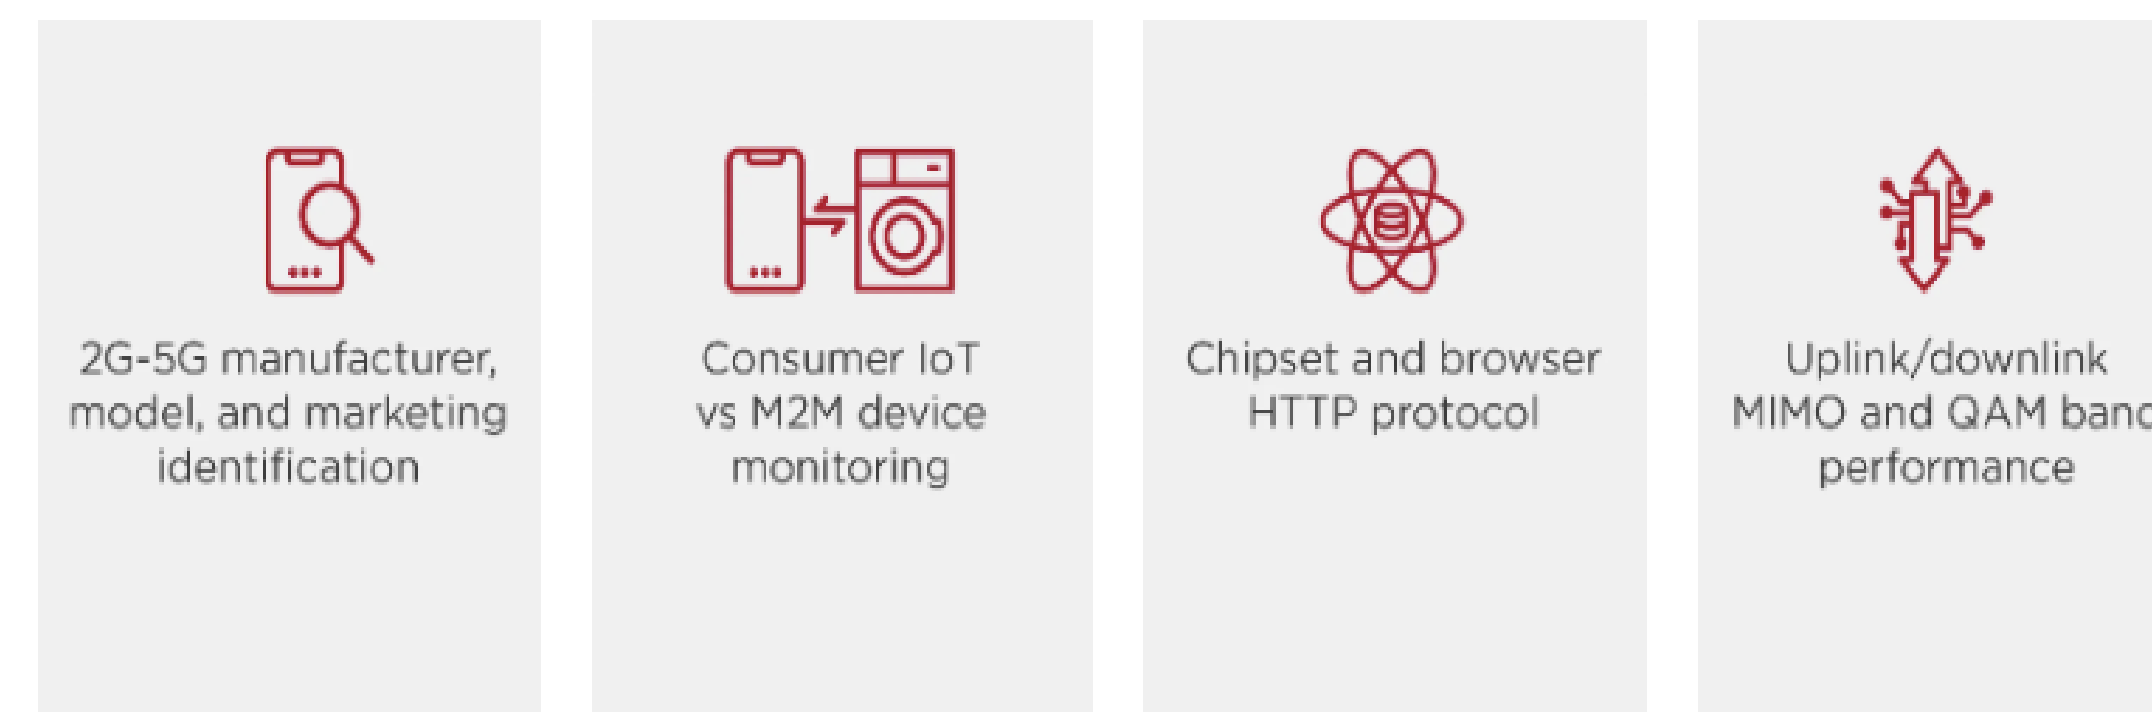 2G-5G manufacturer,
model, and marketing
identification
Consumer IoT
vs M2M device
monitoring
Chipset and browser
HTTP protocol
Uplink/downlink
MIMO and QAM band
performance